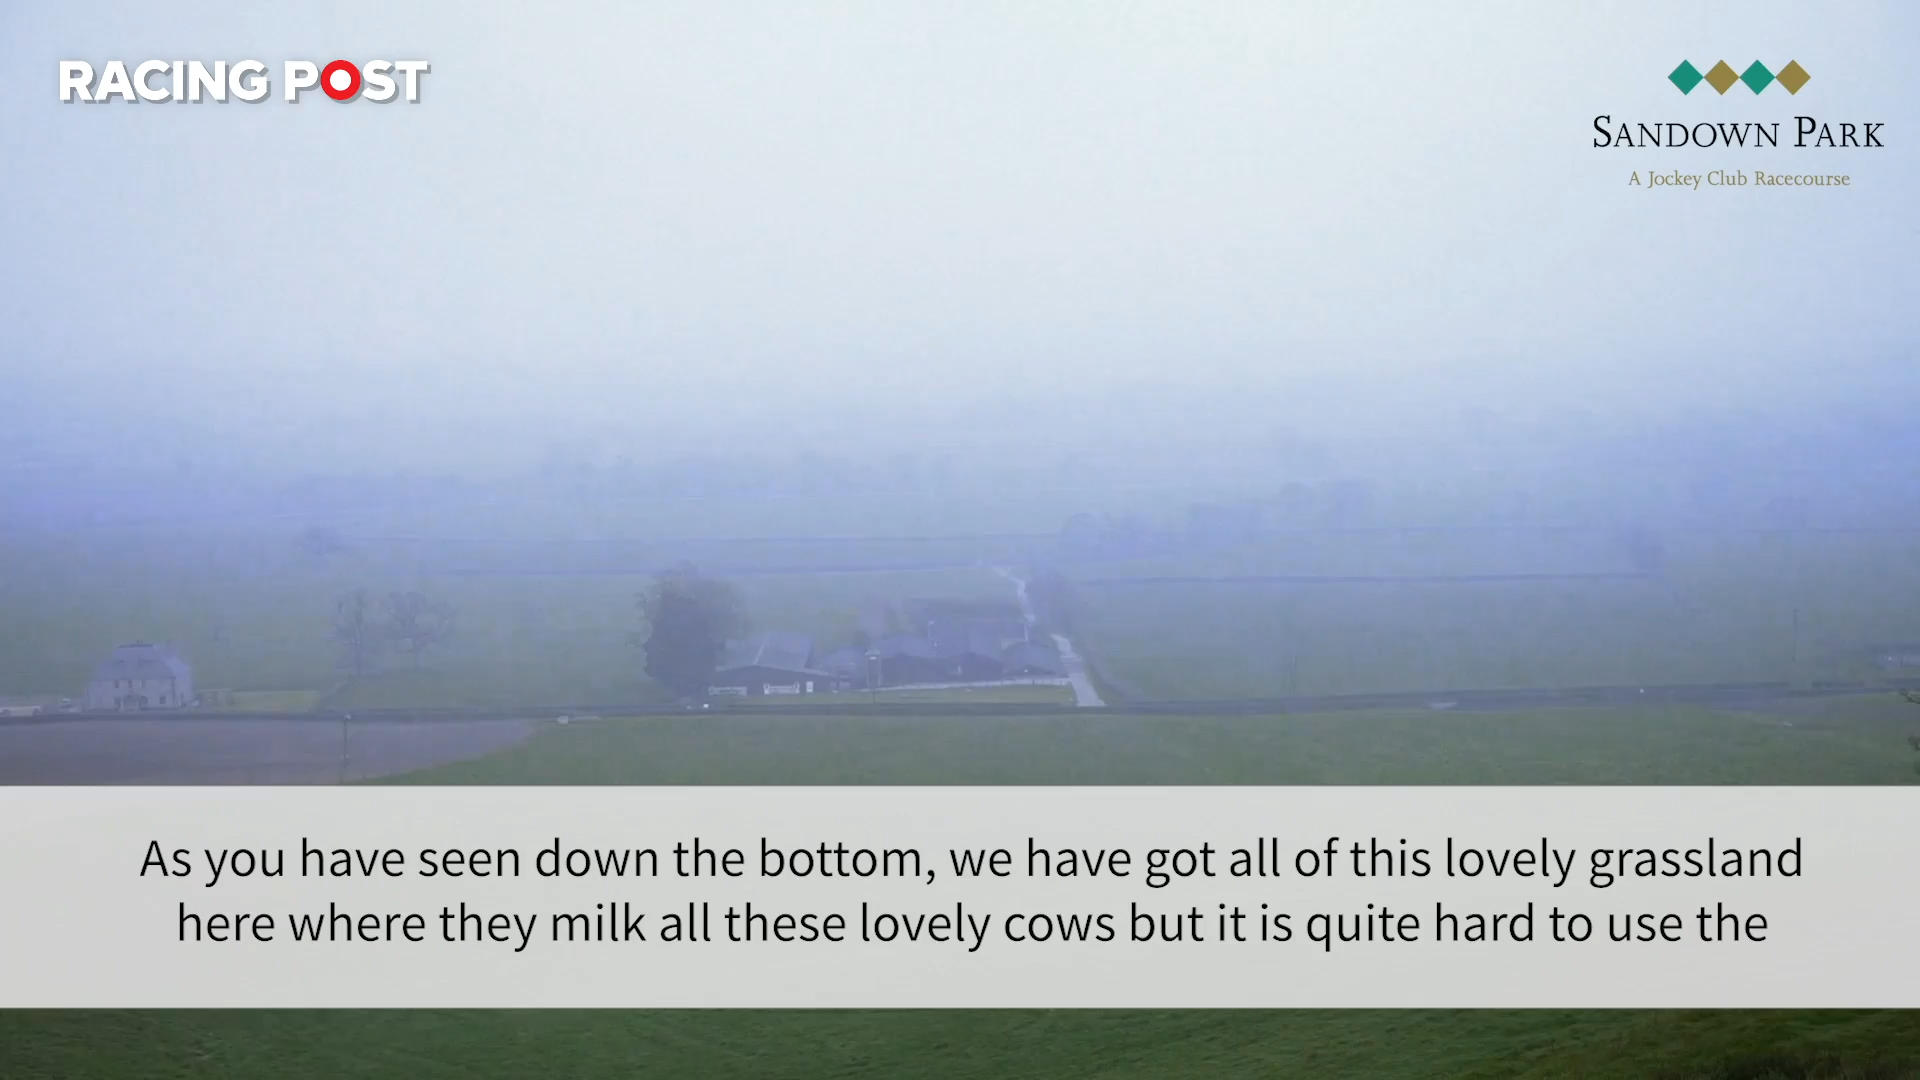 RACING POST
SANDOWN PARK
A Jockey Club Racecourse
As you have seen down the bottom, we have got all of this lovely grassland
here where they milk all these lovely cows but it is quite hard to use the